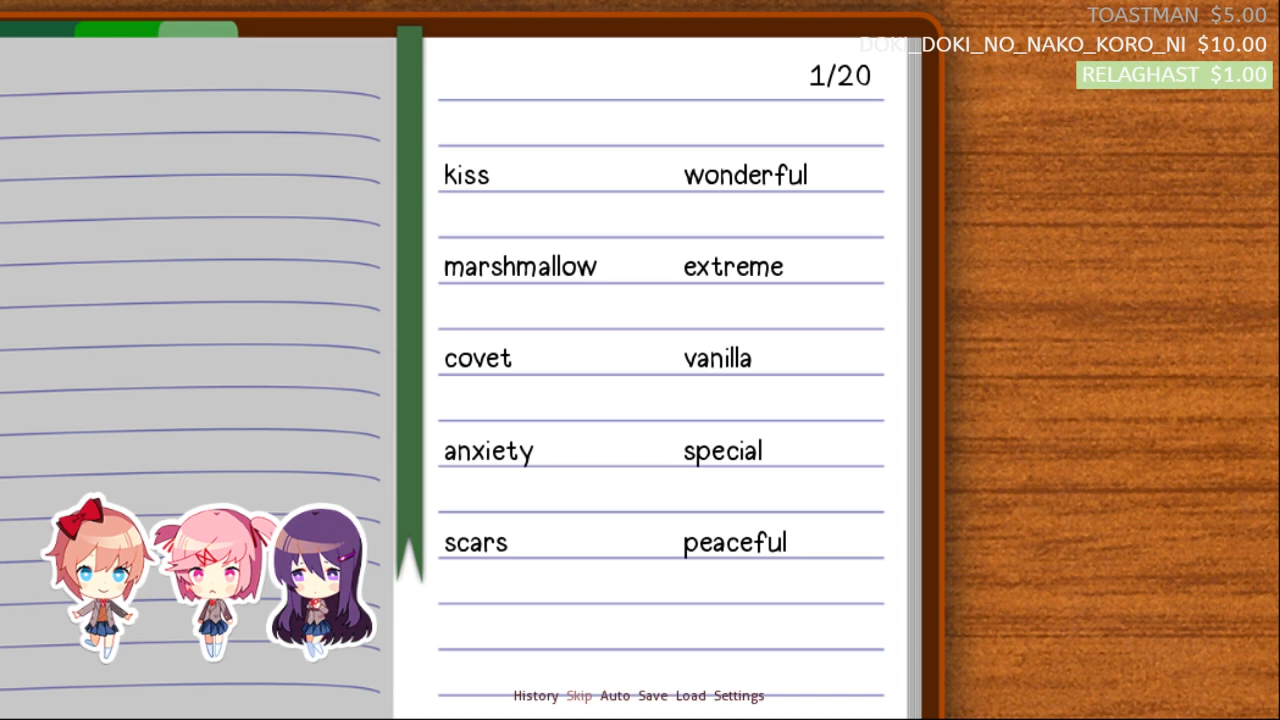 TOASTMAN $5.00
DOKI_DOKI_NO_NAKO_KORO_NI $10.00
RELAGHAST $1.00
1/20
kiss wonderful
marshmallow extreme
covet vanilla
anxiety special
scars peaceful
History Skip Auto Save Load Settings